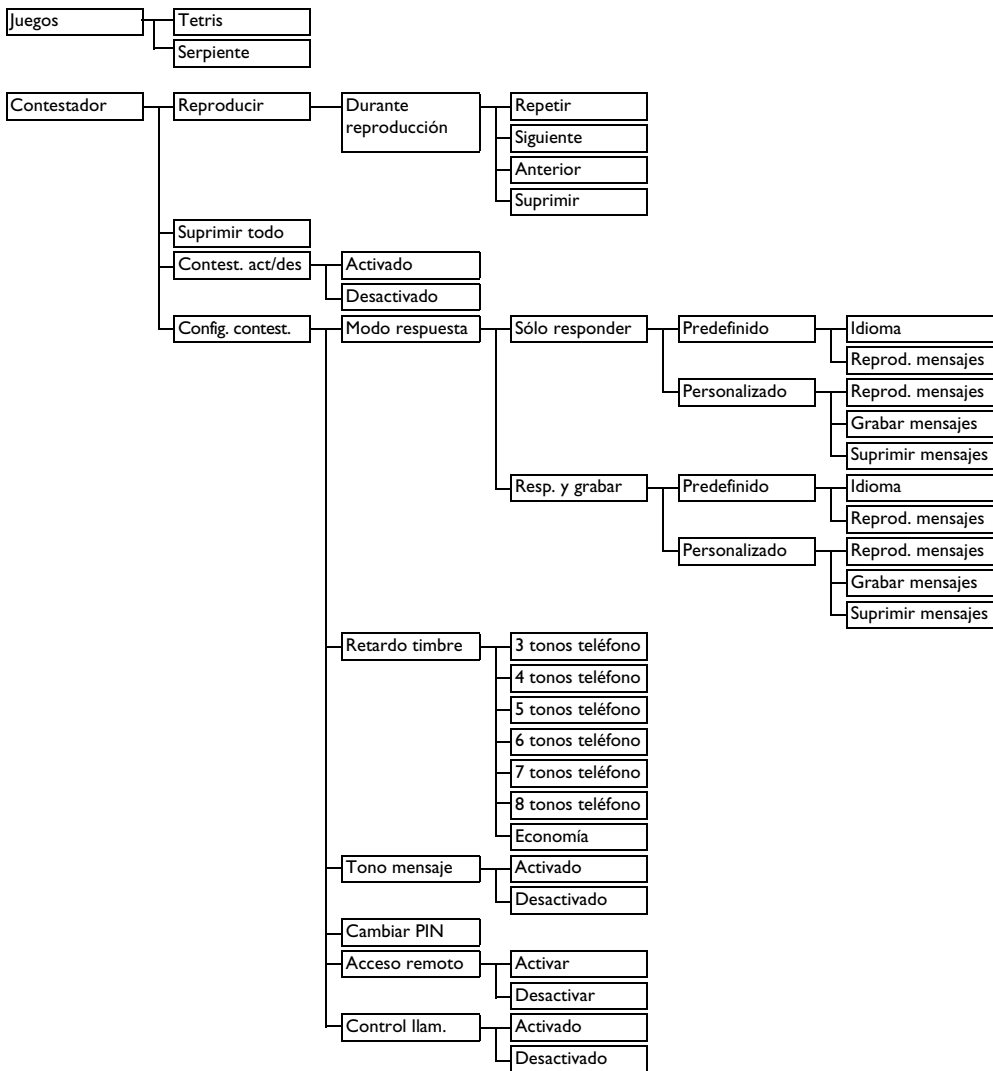 Juegos
Tetris
Serpiente
Contestador
Reproducir
Durante
reproducción
Repetir
Siguiente
Anterior
Suprimir
Suprimir todo
Contest. act/des
Activado
Desactivado
Config. contest.
Modo respuesta
Sólo responder
Predefinido
Idioma
Reprod. mensajes
Personalizado
Reprod. mensajes
Grabar mensajes
Suprimir mensajes
Resp. y grabar
Predefinido
Idioma
Reprod. mensajes
Personalizado
Reprod. mensajes
Grabar mensajes
Suprimir mensajes
Retardo timbre
3 tonos teléfono
4 tonos teléfono
5 tonos teléfono
6 tonos teléfono
7 tonos teléfono
8 tonos teléfono
Economía
Tono mensaje
Activado
Desactivado
Cambiar PIN
Acceso remoto
Activar
Desactivar
Control llam.
Activado
Desactivado